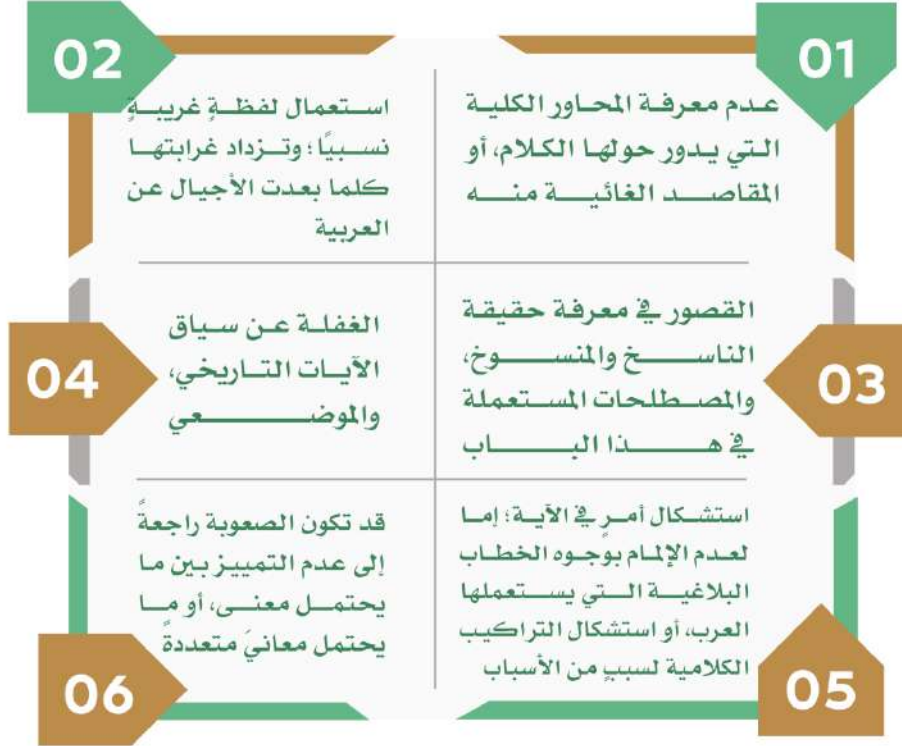 01
عدم معرفة المحاور الكلية
التي يدور حولها الكلام، أو
المقاصد الغائية منه
02
استعمال لفظةٍ غريبةٍ
نسبيًا؛ وتزداد غرابتها
كلما بعدت الأجيال عن
العربية
03
القصور في معرفة حقيقة
الناسخ والمنسوخ،
والمصطلحات المستعملة
في هذا الباب
04
الغفلة عن سياق
الآيات التاريخي،
والموضعي
05
استشكال أمرٍ في الآية؛ إما
لعدم الإلمام بوجوه الخطاب
البلاغية التي يستعملها
العرب، أو استشكال التراكيب
الكلامية لسببٍ من الأسباب
06
قد تكون الصعوبة راجعةً
إلى عدم التمييز بين ما
يحتمل معنى، أو ما
يحتمل معانيَ متعددةً